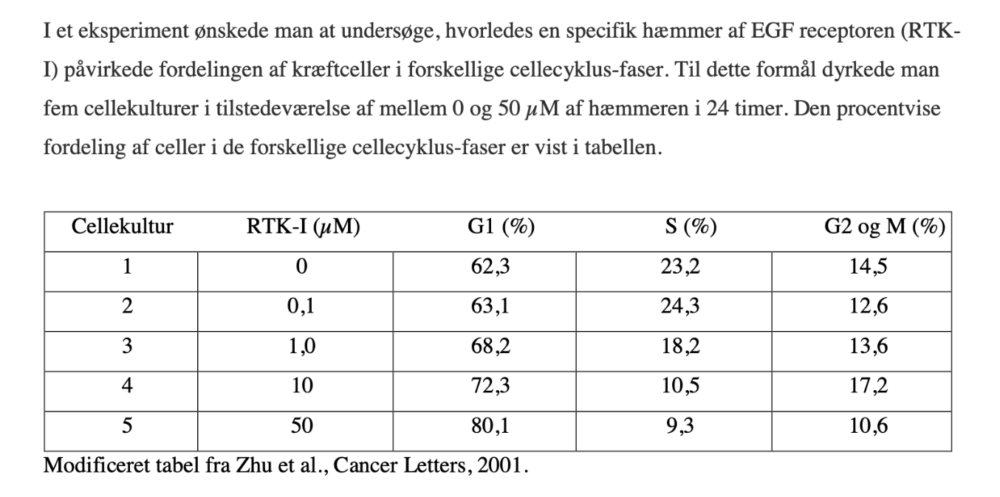 I et eksperiment ønskede man at undersøge, hvorledes en specifik hæmmer af EGF receptoren (RTK-
I) påvirkede fordelingen af kræftceller i forskellige cellecyklus-faser. Til dette formål dyrkede man
fem cellekulturer i tilstedeværelse af mellem 0 og 50 µM af hæmmeren i 24 timer. Den procentvise
fordeling af celler i de forskellige cellecyklus-faser er vist i tabellen.
Cellekultur RTK-I (µM) G1 (%) S (%) G2 og M (%)
1 0 62,3 23,2 14,5
2 0,1 63,1 24,3 12,6
3 1,0 68,2 18,2 13,6
4 10 72,3 10,5 17,2
5 50 80,1 9,3 10,6
Modificeret tabel fra Zhu et al., Cancer Letters, 2001.